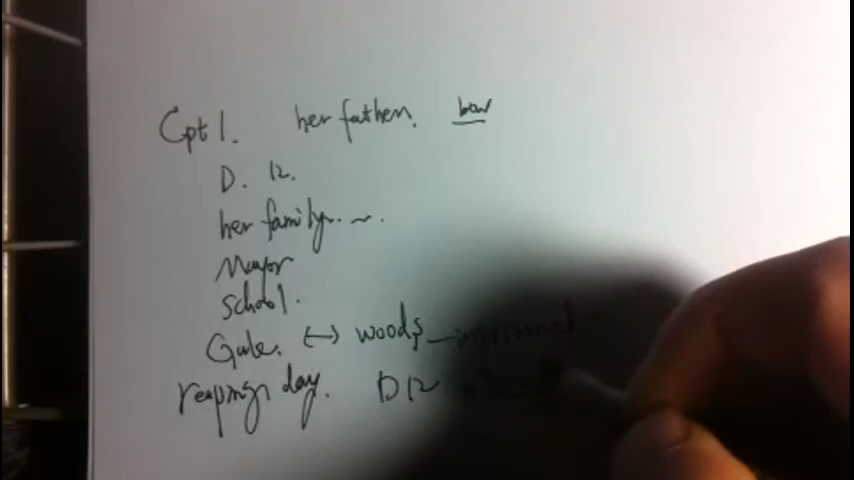 Cpt 1. her father. bow
D. 12.
her family. ~.
Mayor
school.
Gale. ↔ woods
reaping day. D12